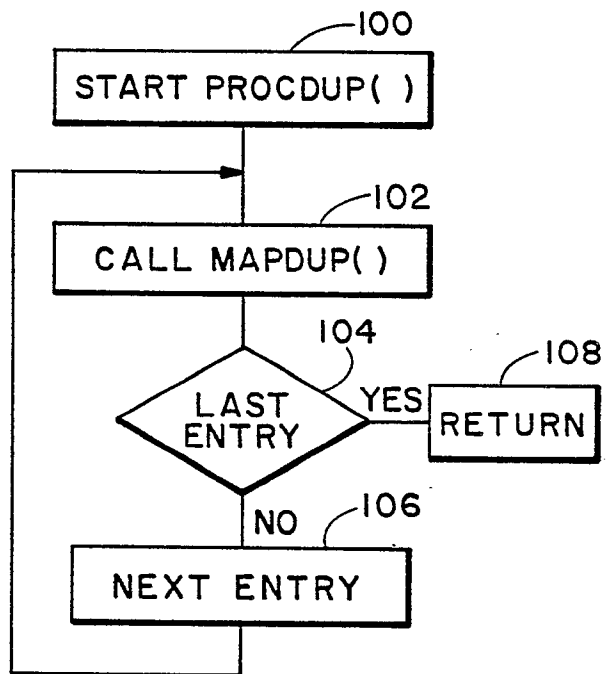 100
START PROCDUP( )
102
CALL MAPDUP( )
104
LAST
ENTRY
YES
108
RETURN
NO
106
NEXT ENTRY